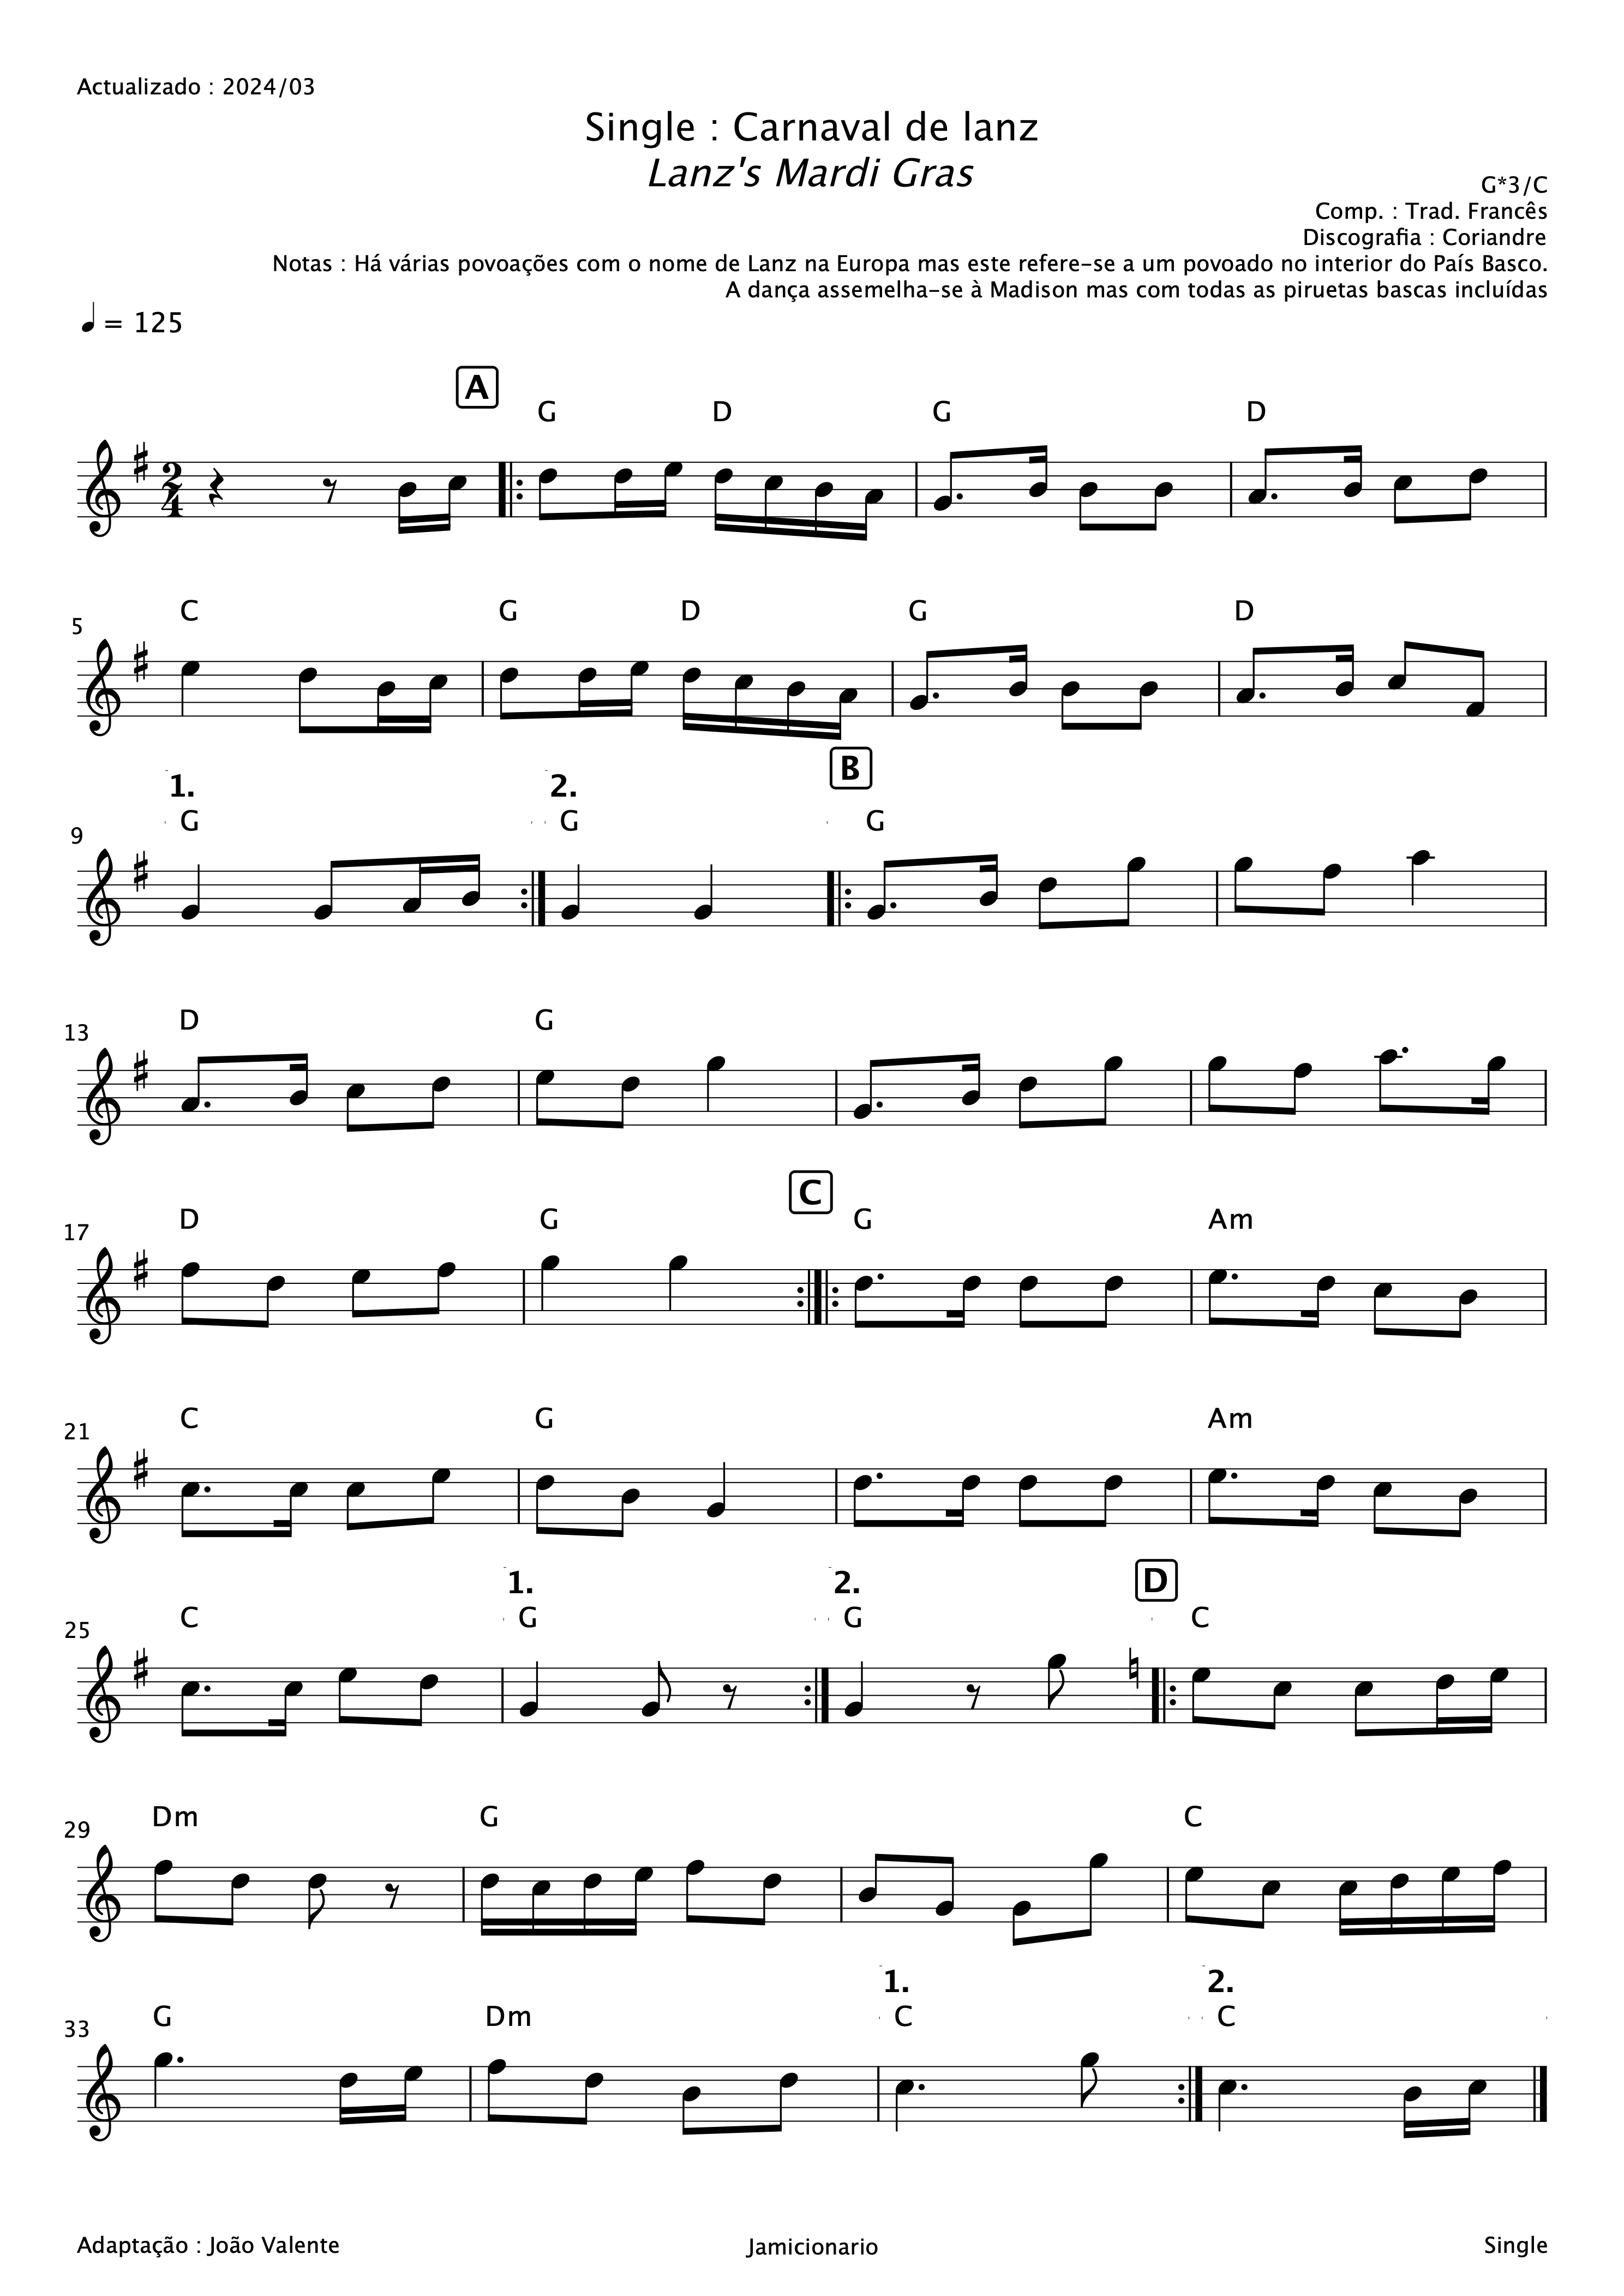 Actualizado : 2024/03
Single : Carnaval de lanz
Lanz's Mardi Gras
G*3/C
Comp. : Trad. Francês
Discografia : Coriandre
Notas : Há várias povoações com o nome de Lanz na Europa mas este refere-se a um povoado no interior do País Basco.
A dança assemelha-se à Madison mas com todas as piruetas bascas incluídas
= 125
A
G D G D
2
4
5
C G D G D
B
1. 2.
G G G
9
D G
13
C
D G G Am
17
C G Am
21
D
1. 2.
C G G C
25
Dm G C
29
1. 2.
G Dm C C
33
Adaptação : João Valente Jamicionario Single